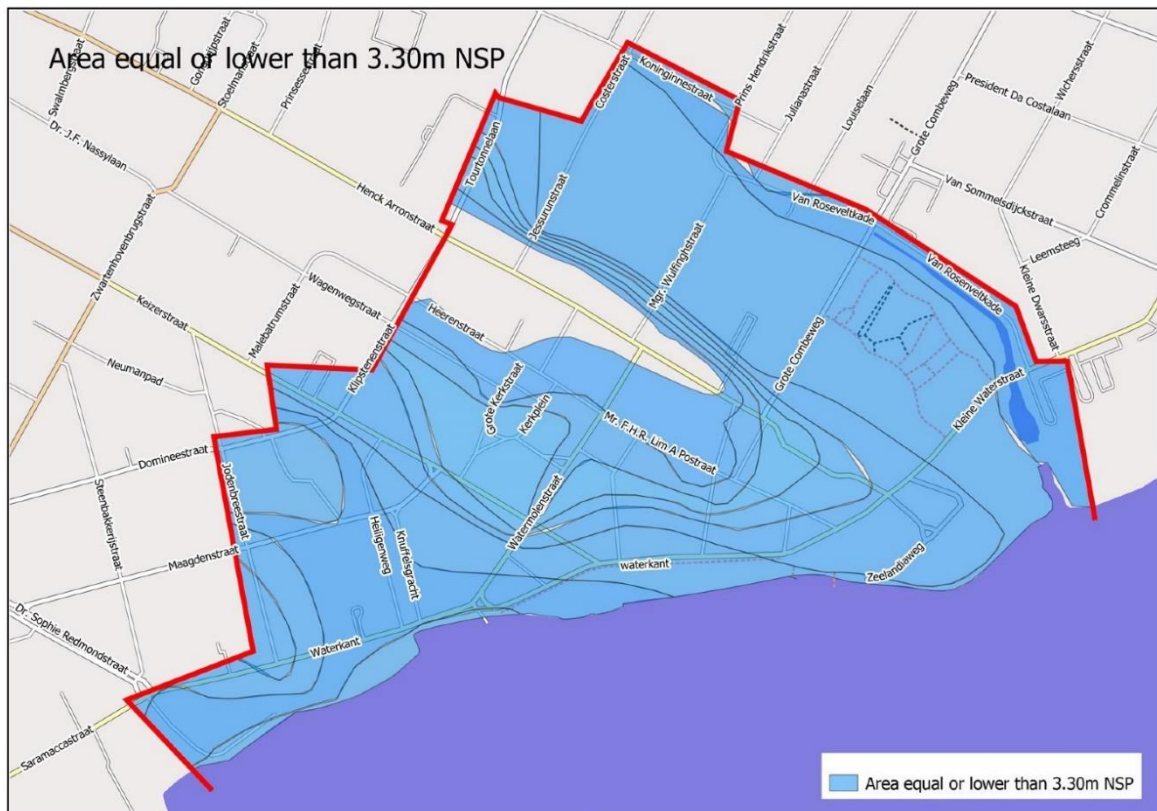 Area equal or lower than 3.30m NSP
Swalmbergstraat
Stoelmanstraat
Prinsessestraat
Dr. J.F. Nassylaan
Zwartenhovenbrugstraat
Henck Arronstraat
Tourtonnelaan
Costerstraat
Koninginnestraat
Prins Hendrikstraat
Julianastraat
Louiselaan
Grote Combeweg
President Da Costalaan
Wichersstraat
Van Sommelsdijckstraat
Crommelinstraat
Leemsteeg
Jessurunstraat
Mgr. Wulfinghstraat
Van Roseveltkade
Van Rosenveltkade
Kleine Dwarsstraat
Keizerstraat
Malebatrumstraat
Wagenwegstraat
Heerenstraat
Klipstenenstraat
Neumanpad
Grote Kerkstraat
Kerkplein
Mr. F.H.R. Lim A Postraat
Grote Combeweg
Kleine Waterstraat
Domineestraat
Jodenbreestraat
Steenbakkerijstraat
Maagdenstraat
Heiligenweg
Knuffelsgracht
Watermolenstraat
waterkant
Zeelandiaweg
Dr. Sophie Redmondstraat
Waterkant
Saramaccastraat
Area equal or lower than 3.30m NSP